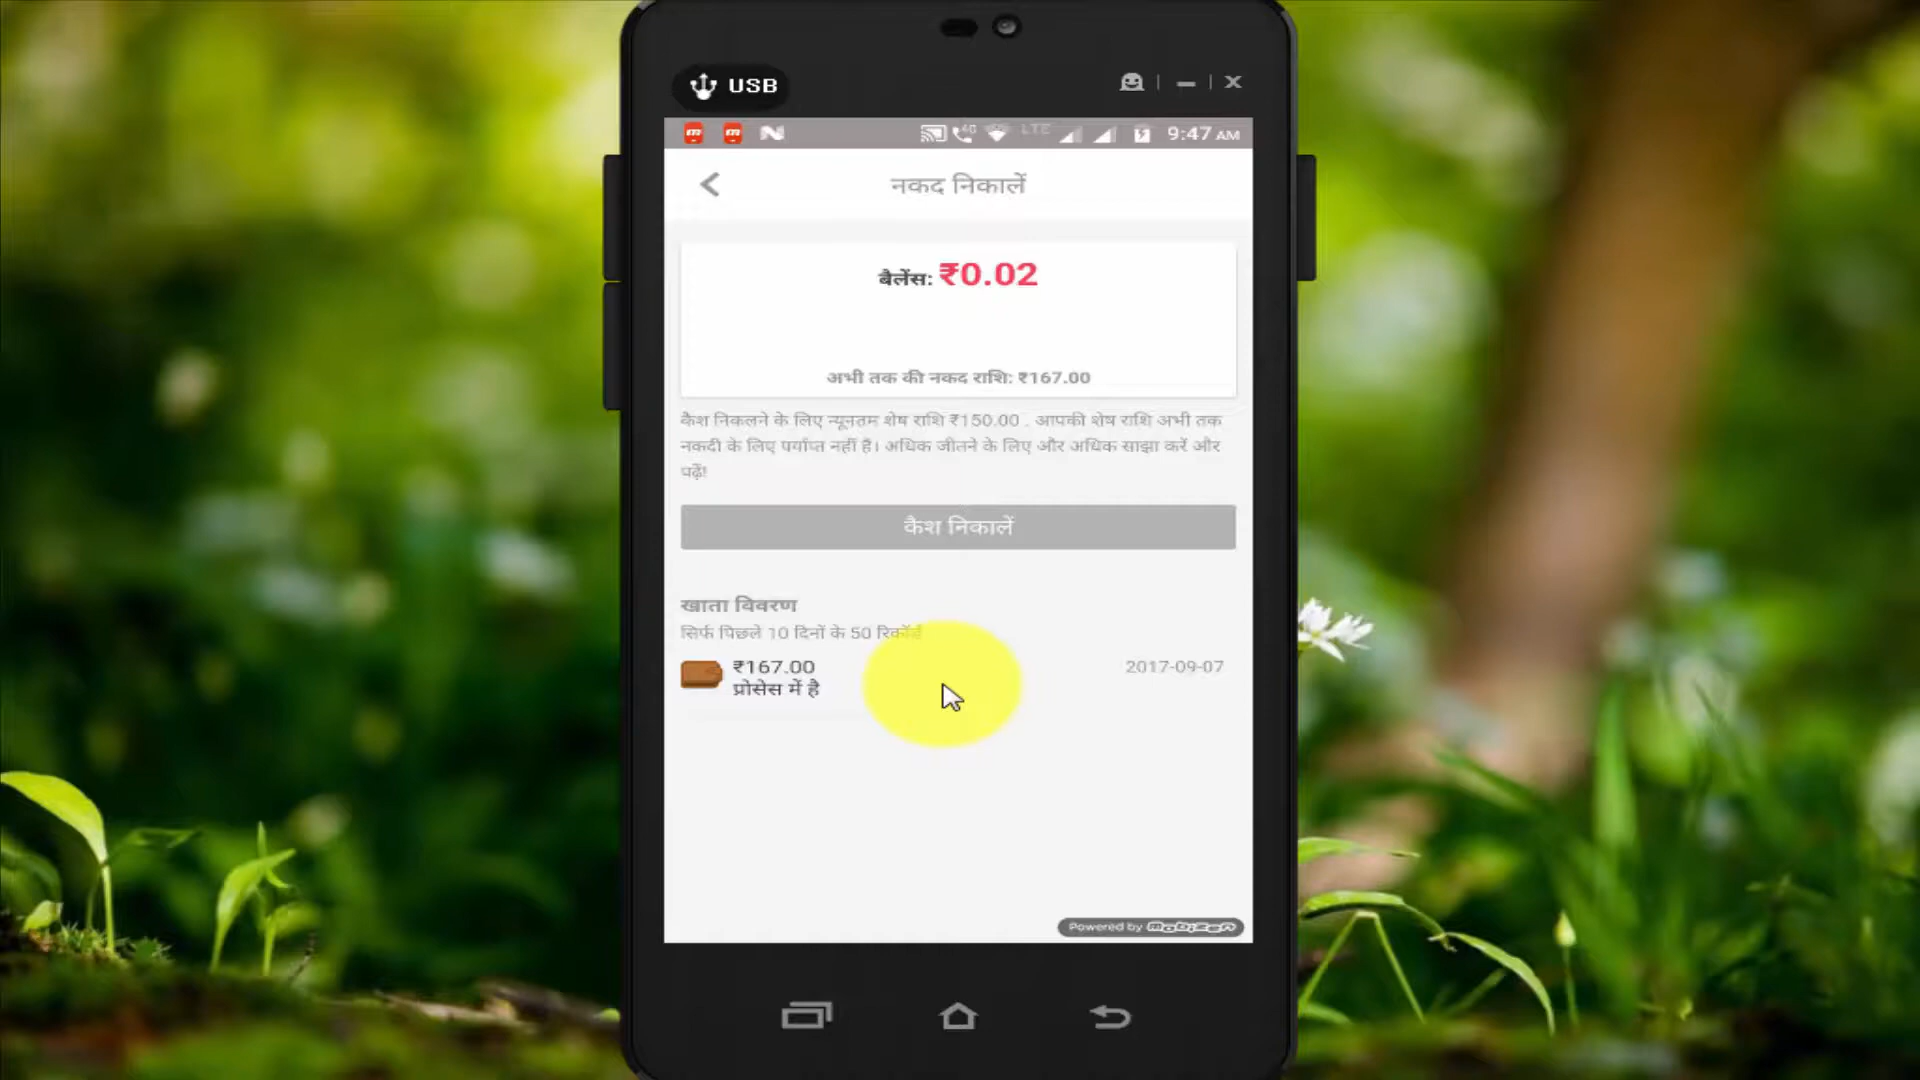 USB
LTE 9:47 AM
नकद निकालें
बैलेंस: ₹0.02
अभी तक की नकद राशि: ₹167.00
कैश निकलने के लिए न्यूनतम शेष राशि ₹150.00 . आपकी शेष राशि अभी तक
नकदी के लिए पर्याप्त नहीं है। अधिक जीतने के लिए और अधिक साझा करें और
पढ़ें!
कैश निकालें
खाता विवरण
सिर्फ पिछले 10 दिनों के 50 रिकॉर्ड
₹167.00 2017-09-07
प्रोसेस में है
Powered by mobizen